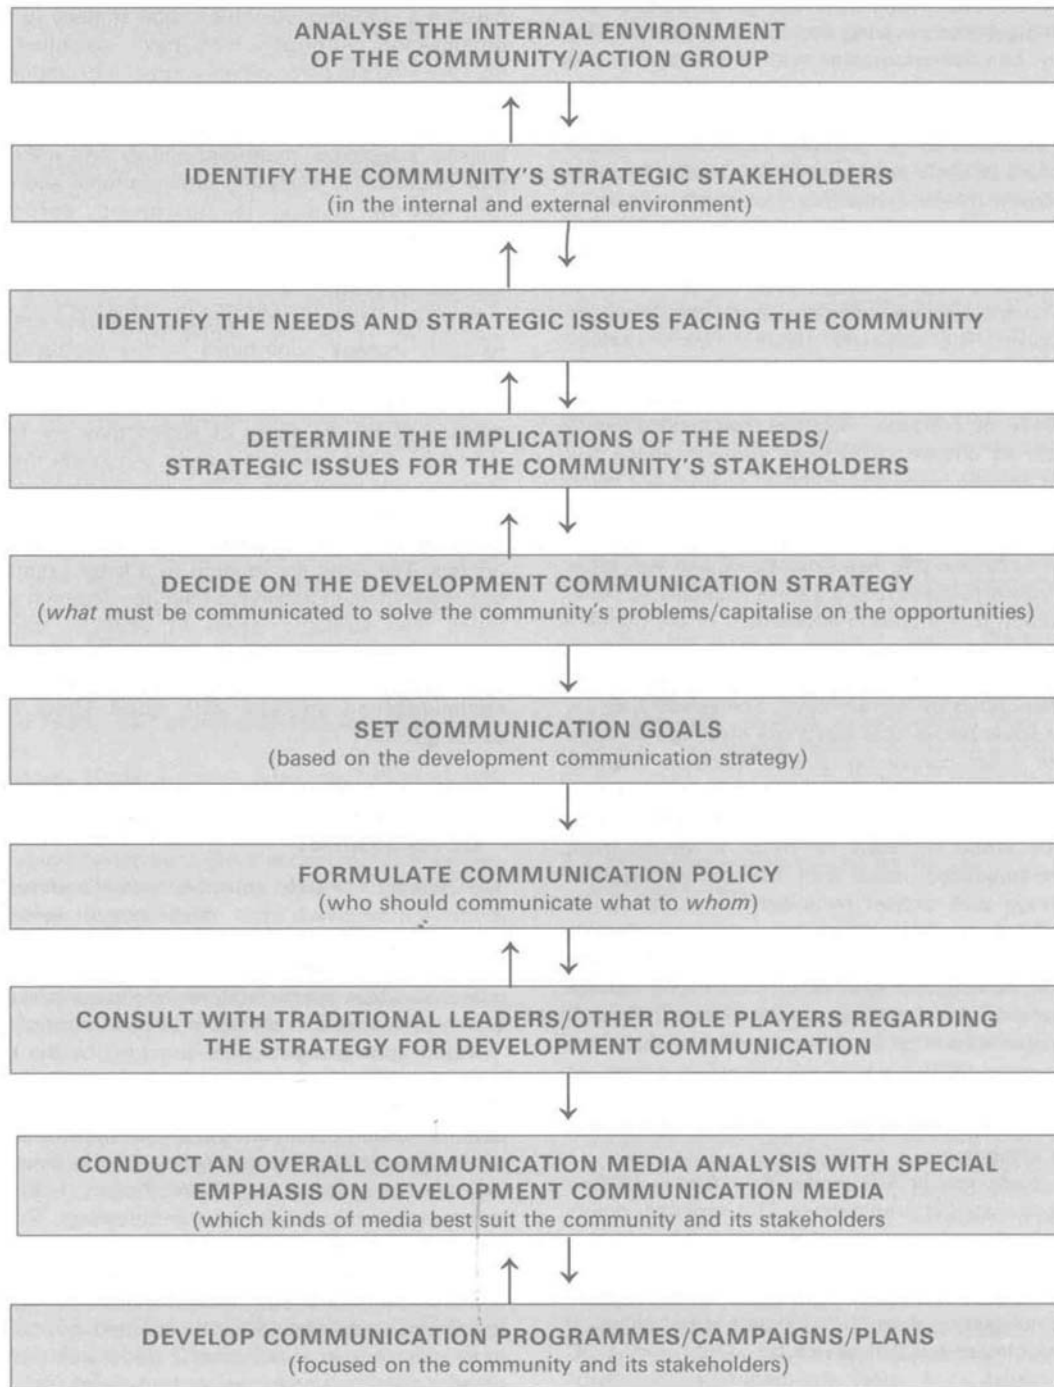 ANALYSE THE INTERNAL ENVIRONMENT
OF THE COMMUNITY/ACTION GROUP
IDENTIFY THE COMMUNITY'S STRATEGIC STAKEHOLDERS
(in the internal and external environment)
IDENTIFY THE NEEDS AND STRATEGIC ISSUES FACING THE COMMUNITY
DETERMINE THE IMPLICATIONS OF THE NEEDS/
STRATEGIC ISSUES FOR THE COMMUNITY'S STAKEHOLDERS
DECIDE ON THE DEVELOPMENT COMMUNICATION STRATEGY
(what must be communicated to solve the community's problems/capitalise on the opportunities)
SET COMMUNICATION GOALS
(based on the development communication strategy)
FORMULATE COMMUNICATION POLICY
(who should communicate what to whom)
CONSULT WITH TRADITIONAL LEADERS/OTHER ROLE PLAYERS REGARDING
THE STRATEGY FOR DEVELOPMENT COMMUNICATION
CONDUCT AN OVERALL COMMUNICATION MEDIA ANALYSIS WITH SPECIAL
EMPHASIS ON DEVELOPMENT COMMUNICATION MEDIA
(which kinds of media best suit the community and its stakeholders
DEVELOP COMMUNICATION PROGRAMMES/CAMPAIGNS/PLANS
(focused on the community and its stakeholders)